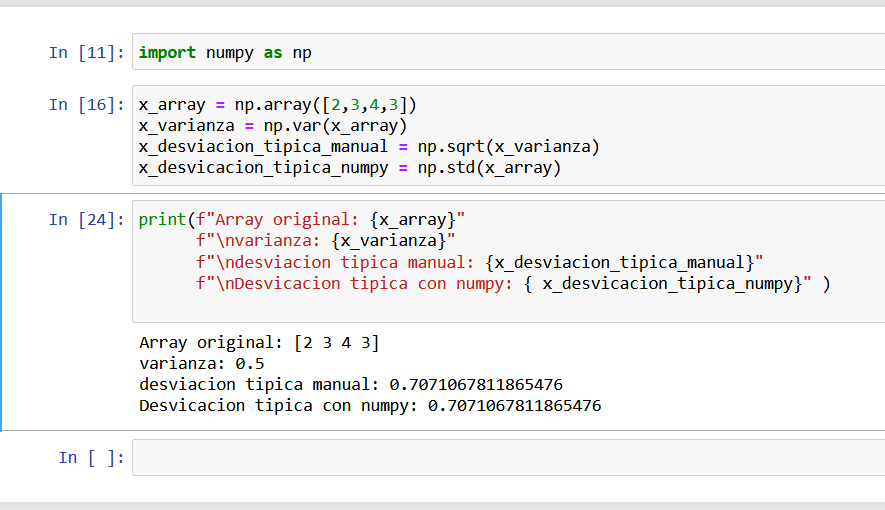 In [11]: import numpy as np
In [16]: x_array = np.array([2,3,4,3])
x_varianza = np.var(x_array)
x_desviacion_tipica_manual = np.sqrt(x_varianza)
x_desvicacion_tipica_numpy = np.std(x_array)
In [24]: print(f"Array original: {x_array}"
f"\nvarianza: {x_varianza}"
f"\ndesviacion tipica manual: {x_desviacion_tipica_manual}"
f"\nDesvicacion tipica con numpy: { x_desvicacion_tipica_numpy}" )
Array original: [2 3 4 3]
varianza: 0.5
desviacion tipica manual: 0.7071067811865476
Desvicacion tipica con numpy: 0.7071067811865476
In [ ]: